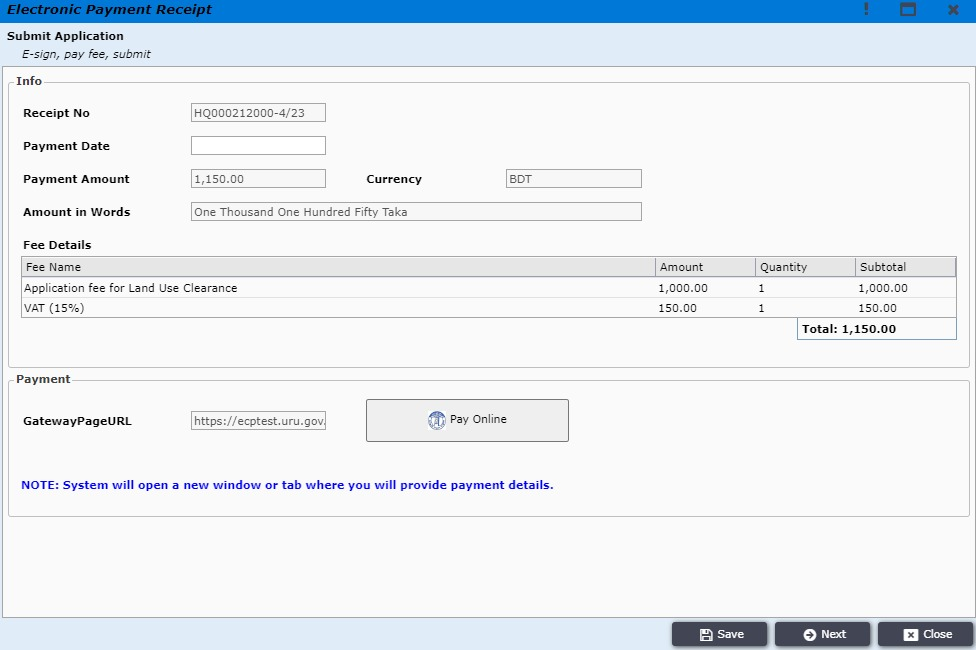 Electronic Payment Receipt
Submit Application
E-sign, pay fee, submit
Info
Receipt No HQ000212000-4/23
Payment Date
Payment Amount 1,150.00 Currency BDT
Amount in Words One Thousand One Hundred Fifty Taka
Fee Details
Fee Name Amount Quantity Subtotal
Application fee for Land Use Clearance 1,000.00 1 1,000.00
VAT (15%) 150.00 1 150.00
Total: 1,150.00
Payment
GatewayPageURL https://ecptest.uru.gov. Pay Online
NOTE: System will open a new window or tab where you will provide payment details.
Save Next Close